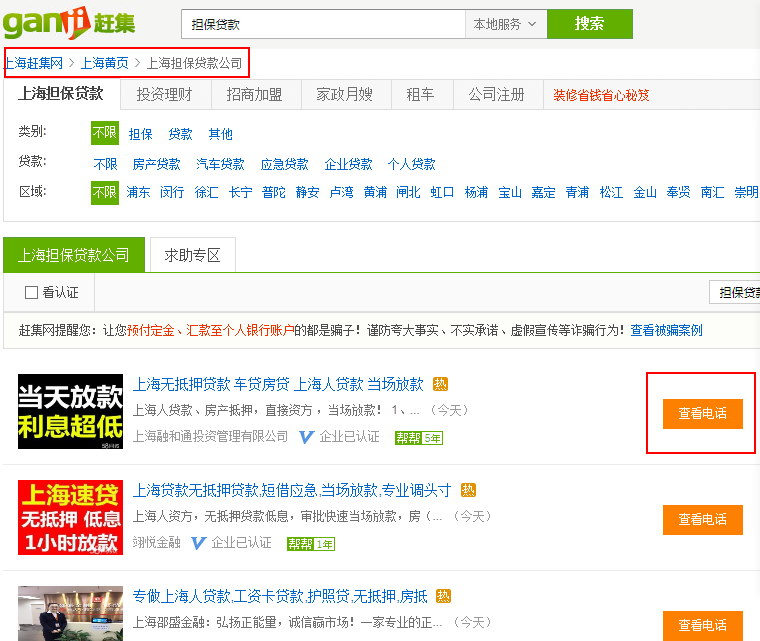 ganji 赶集
担保贷款 本地服务 搜索
上海赶集网 > 上海黄页 > 上海担保贷款公司
上海担保贷款 投资理财 招商加盟 家政月嫂 租车 公司注册 装修省钱省心秘笈
类别: 不限 担保 贷款 其他
贷款: 不限 房产贷款 汽车贷款 应急贷款 企业贷款 个人贷款
区域: 不限 浦东 闵行 徐汇 长宁 普陀 静安 卢湾 黄浦 闸北 虹口 杨浦 宝山 嘉定 青浦 松江 金山 奉贤 南汇 崇明
上海担保贷款公司 求助专区
看认证 担保贷款
赶集网提醒您：让您预付定金、汇款至个人银行账户的都是骗子！谨防夸大事实、不实承诺、虚假宣传等诈骗行为！查看被骗案例
当天放款
利息超低
上海无抵押贷款 车贷房贷 上海人贷款 当场放款 热
上海人贷款、房产抵押，直接资方，当场放款！ 1、... （今天）
上海融和通投资管理有限公司 企业已认证 帮帮 5年
查看电话
上海速贷
无抵押 低息
1小时放款
上海贷款无抵押贷款,短借应急,当场放款,专业调头寸 热
上海人资方，无抵押贷款低息，审批快速当场放款，房（... （今天）
翊悦金融 企业已认证 帮帮 1年
查看电话
专做上海人贷款,工资卡贷款,护照贷,无抵押,房抵 热
上海邵盛金融：弘扬正能量，诚信赢市场！一家专业的正... （今天）
查看电话